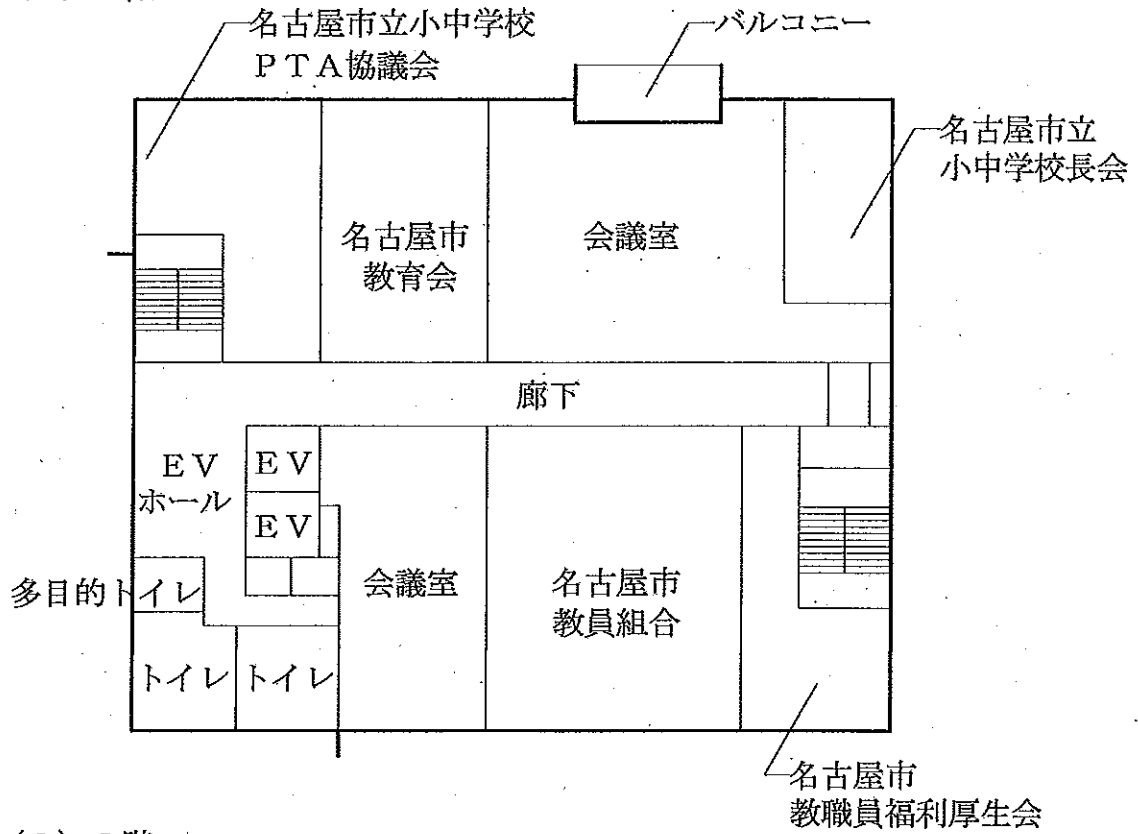 名古屋市立小中学校
ＰＴＡ協議会
バルコニー
名古屋市立
小中学校長会
名古屋市
教育会
会議室
廊下
ＥＶ
ホール
ＥＶ
ＥＶ
多目的トイレ
会議室
名古屋市
教員組合
トイレ
トイレ
名古屋市
教職員福利厚生会